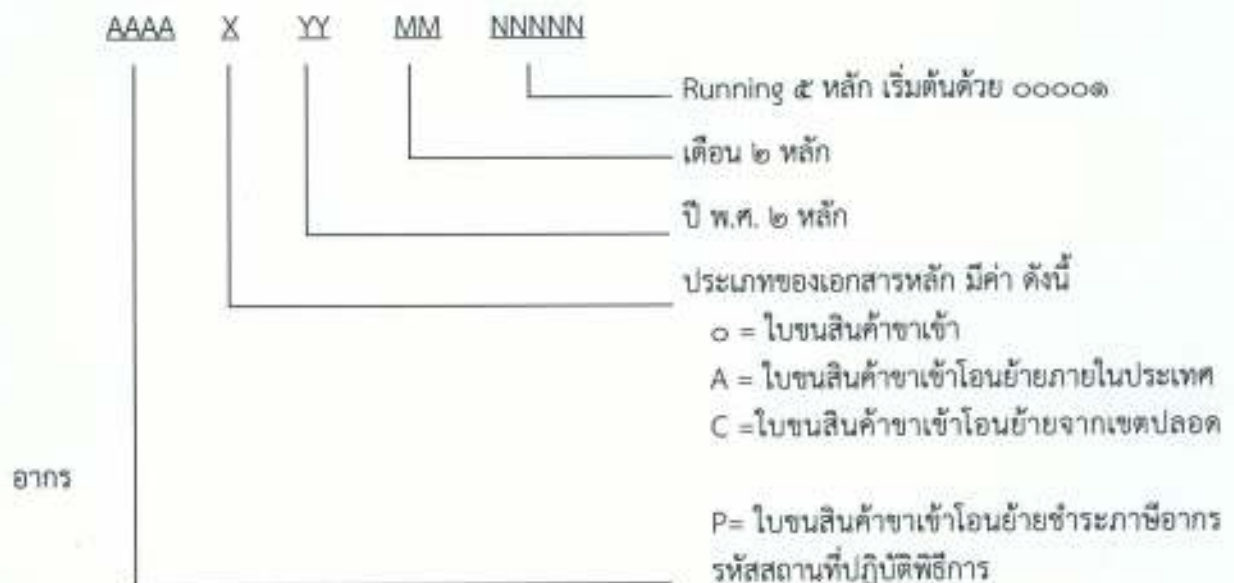 AAAA X YY MM NNNNN
Running ๕ หลัก เริ่มต้นด้วย ๐๐๐๐๑
เดือน ๒ หลัก
ปี พ.ศ. ๒ หลัก
ประเภทของเอกสารหลัก มีค่า ดังนี้
๐ = ใบขนสินค้าขาเข้า
A = ใบขนสินค้าขาเข้าโอนย้ายภายในประเทศ
C =ใบขนสินค้าขาเข้าโอนย้ายจากเขตปลอด
อากร
P= ใบขนสินค้าขาเข้าโอนย้ายชำระภาษีอากร
รหัสสถานที่ปฏิบัติพิธีการ